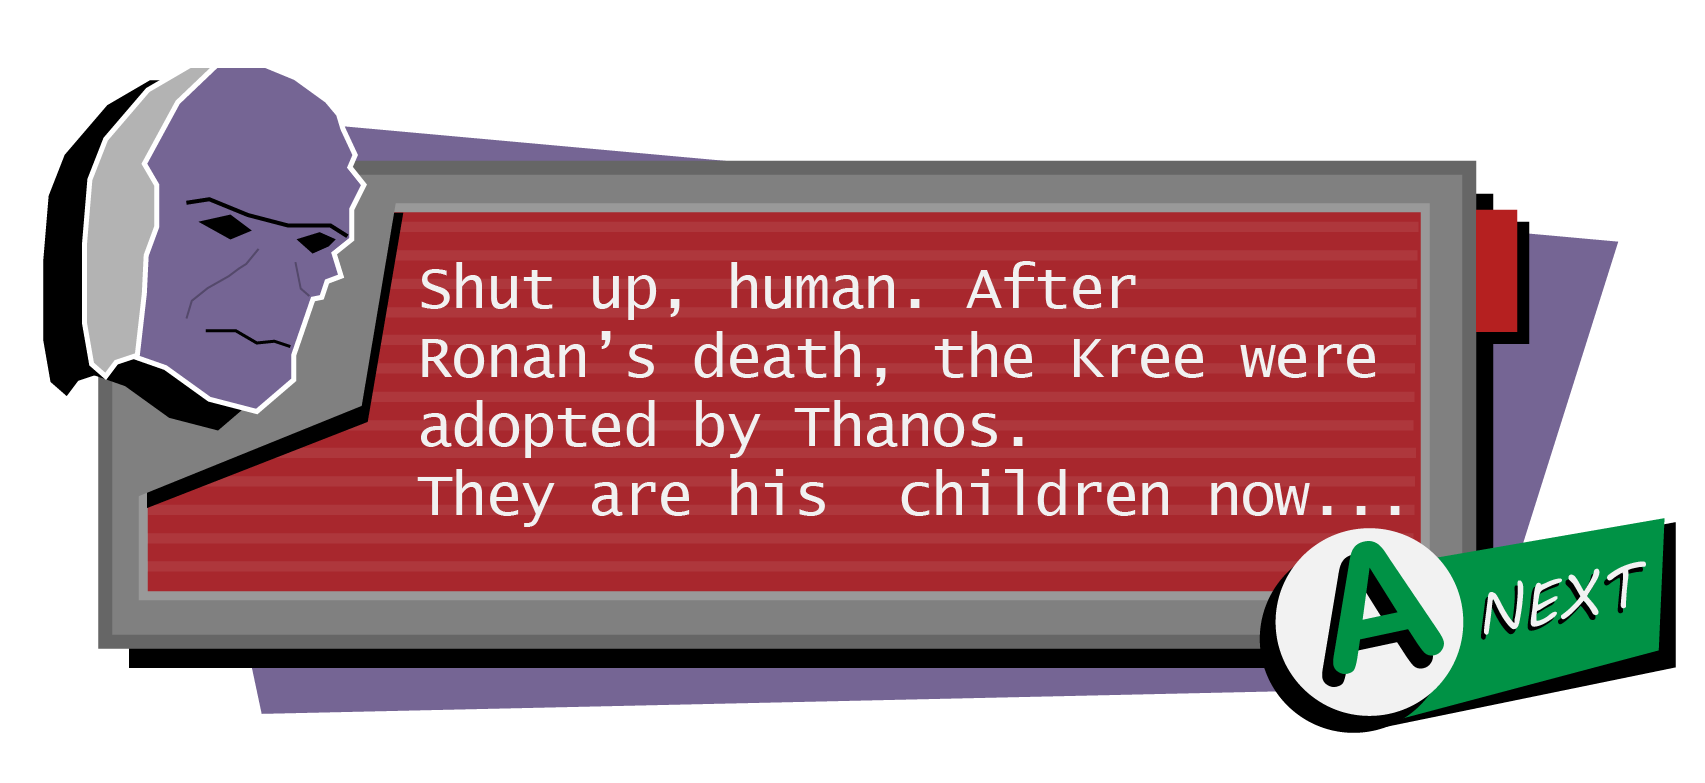 Shut up, human. After
Ronan’s death, the Kree were
adopted by Thanos.
They are his  children now...
A NEXT